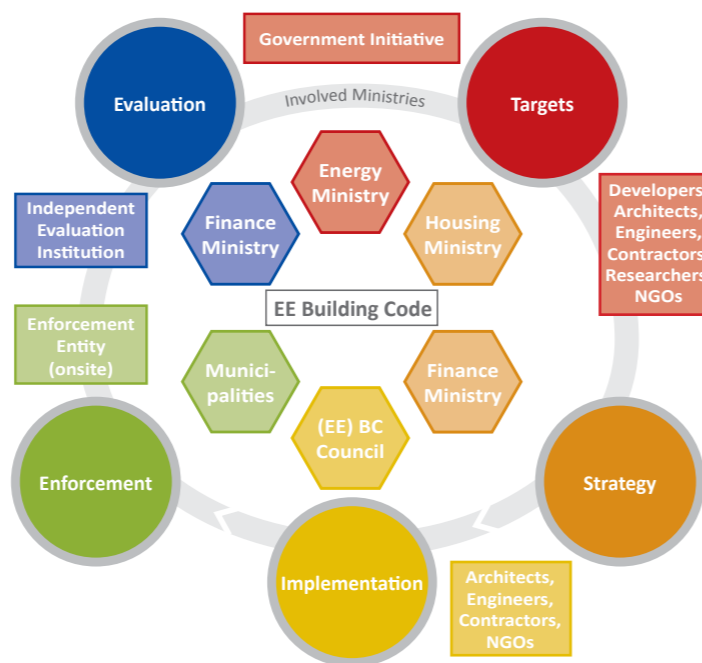 Government Initiative
Evaluation
Involved Ministries
Targets
Energy
Ministry
Developers
Architects,
Engineers,
Contractors
Researchers
NGOs
Independent
Evaluation
Institution
Finance
Ministry
Housing
Ministry
EE Building Code
Enforcement
Entity
(onsite)
Munici-
palities
Finance
Ministry
(EE) BC
Council
Enforcement
Strategy
Implementation
Architects,
Engineers,
Contractors,
NGOs